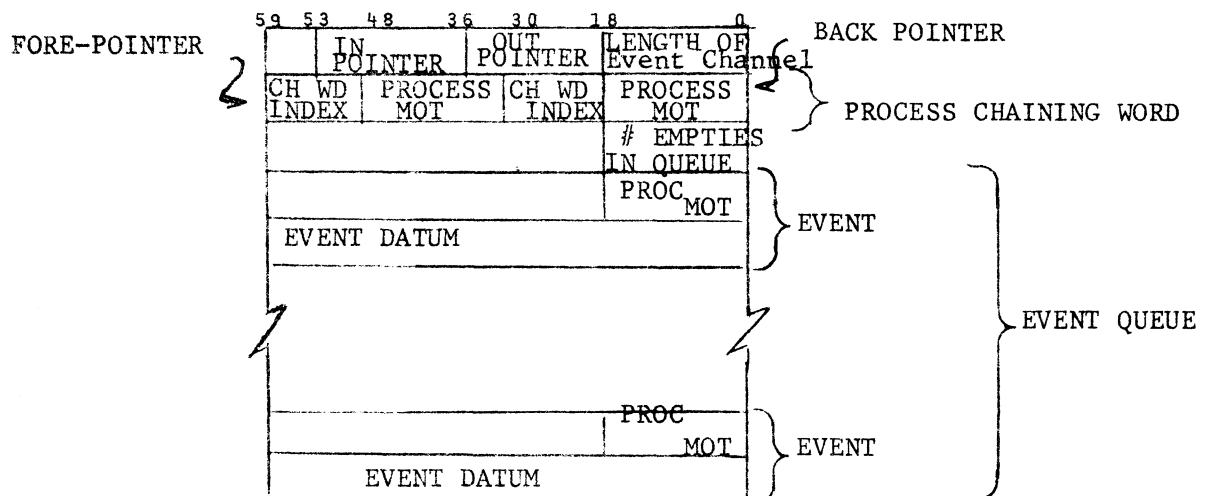 59 53 48 36 30 18 0
FORE-POINTER
IN
POINTER
OUT
POINTER
LENGTH OF
Event Channel
BACK POINTER
CH WD
INDEX
PROCESS
MOT
CH WD
INDEX
PROCESS
MOT
PROCESS CHAINING WORD
# EMPTIES
IN QUEUE
PROC
MOT
EVENT
EVENT DATUM
EVENT QUEUE
PROC
MOT
EVENT
EVENT DATUM